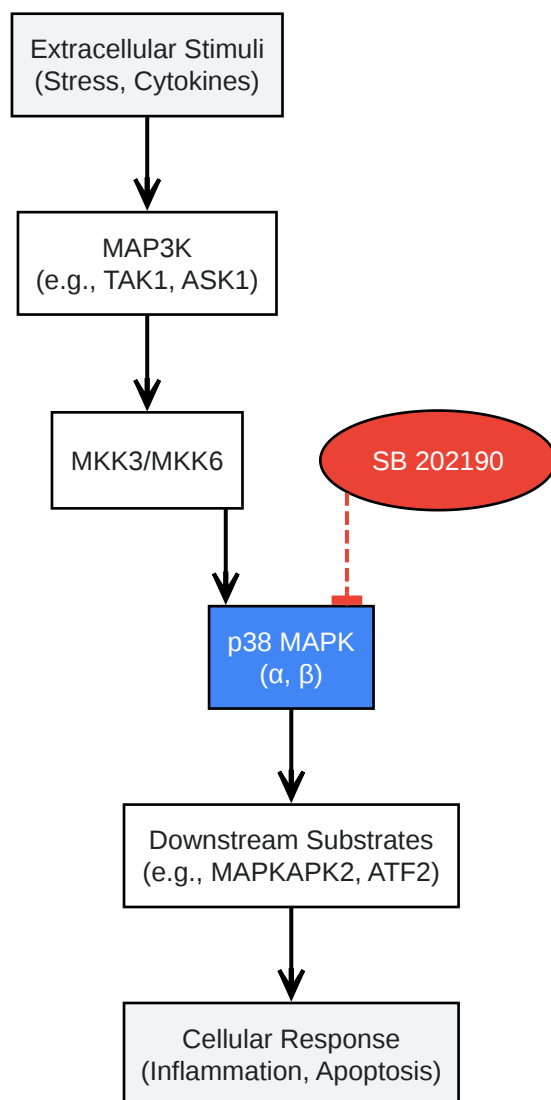 Extracellular Stimuli
(Stress, Cytokines)
MAP3K
(e.g., TAK1, ASK1)
MKK3/MKK6
SB 202190
p38 MAPK
(α, β)
Downstream Substrates
(e.g., MAPKAPK2, ATF2)
Cellular Response
(Inflammation, Apoptosis)